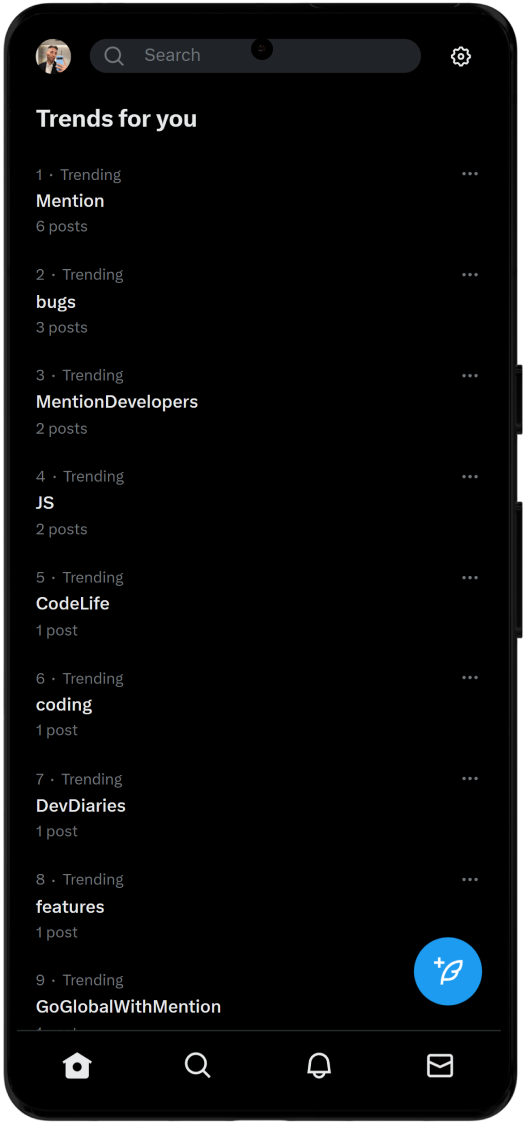 Search
Trends for you
1 · Trending
Mention
6 posts
2 · Trending
bugs
3 posts
3 · Trending
MentionDevelopers
2 posts
4 · Trending
JS
2 posts
5 · Trending
CodeLife
1 post
6 · Trending
coding
1 post
7 · Trending
DevDiaries
1 post
8 · Trending
features
1 post
9 · Trending
GoGlobalWithMention